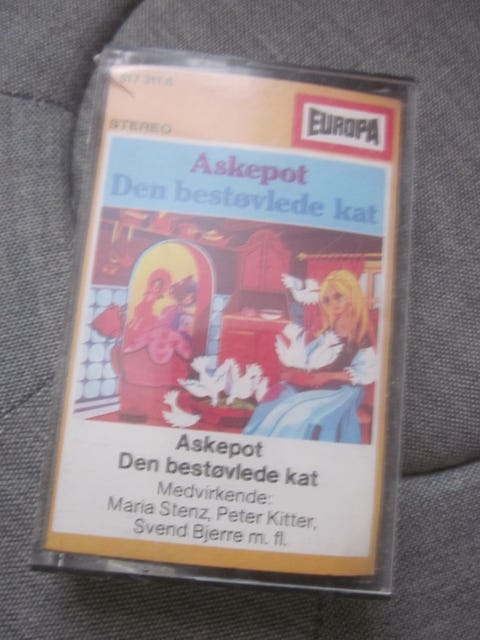 STEREO
EUROPA
Askepot
Den bestøvlede kat
Askepot
Den bestøvlede kat
Medvirkende:
Maria Stenz, Peter Kitter,
Svend Bjerre m. fl.